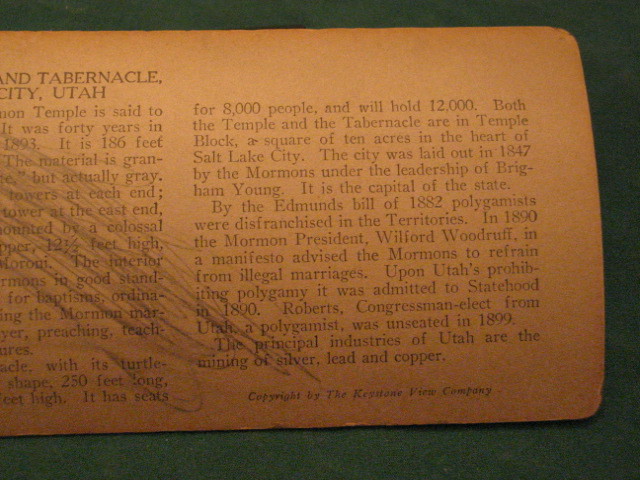 AND TABERNACLE,
CITY, UTAH
mon Temple is said to
It was forty years in
1893. It is 186 feet
The material is gran-
te," but actually gray.
towers at each end;
tower at the east end,
mounted by a colossal
pper, 12½ feet high,
Moroni. The interior
ormons in good stand-
for baptisms, ordina-
ing the Mormon mar-
yer, preaching, teach-
ures.
acle, with its turtle-
shape, 250 feet long,
feet high. It has seats
for 8,000 people, and will hold 12,000. Both
the Temple and the Tabernacle are in Temple
Block, a square of ten acres in the heart of
Salt Lake City. The city was laid out in 1847
by the Mormons under the leadership of Brig-
ham Young. It is the capital of the state.
By the Edmunds bill of 1882 polygamists
were disfranchised in the Territories. In 1890
the Mormon President, Wilford Woodruff, in
a manifesto advised the Mormons to refrain
from illegal marriages. Upon Utah's prohib-
iting polygamy it was admitted to Statehood
in 1890. Roberts, Congressman-elect from
Utah, a polygamist, was unseated in 1899.
The principal industries of Utah are the
mining of silver, lead and copper.
Copyright by The Keystone View Company